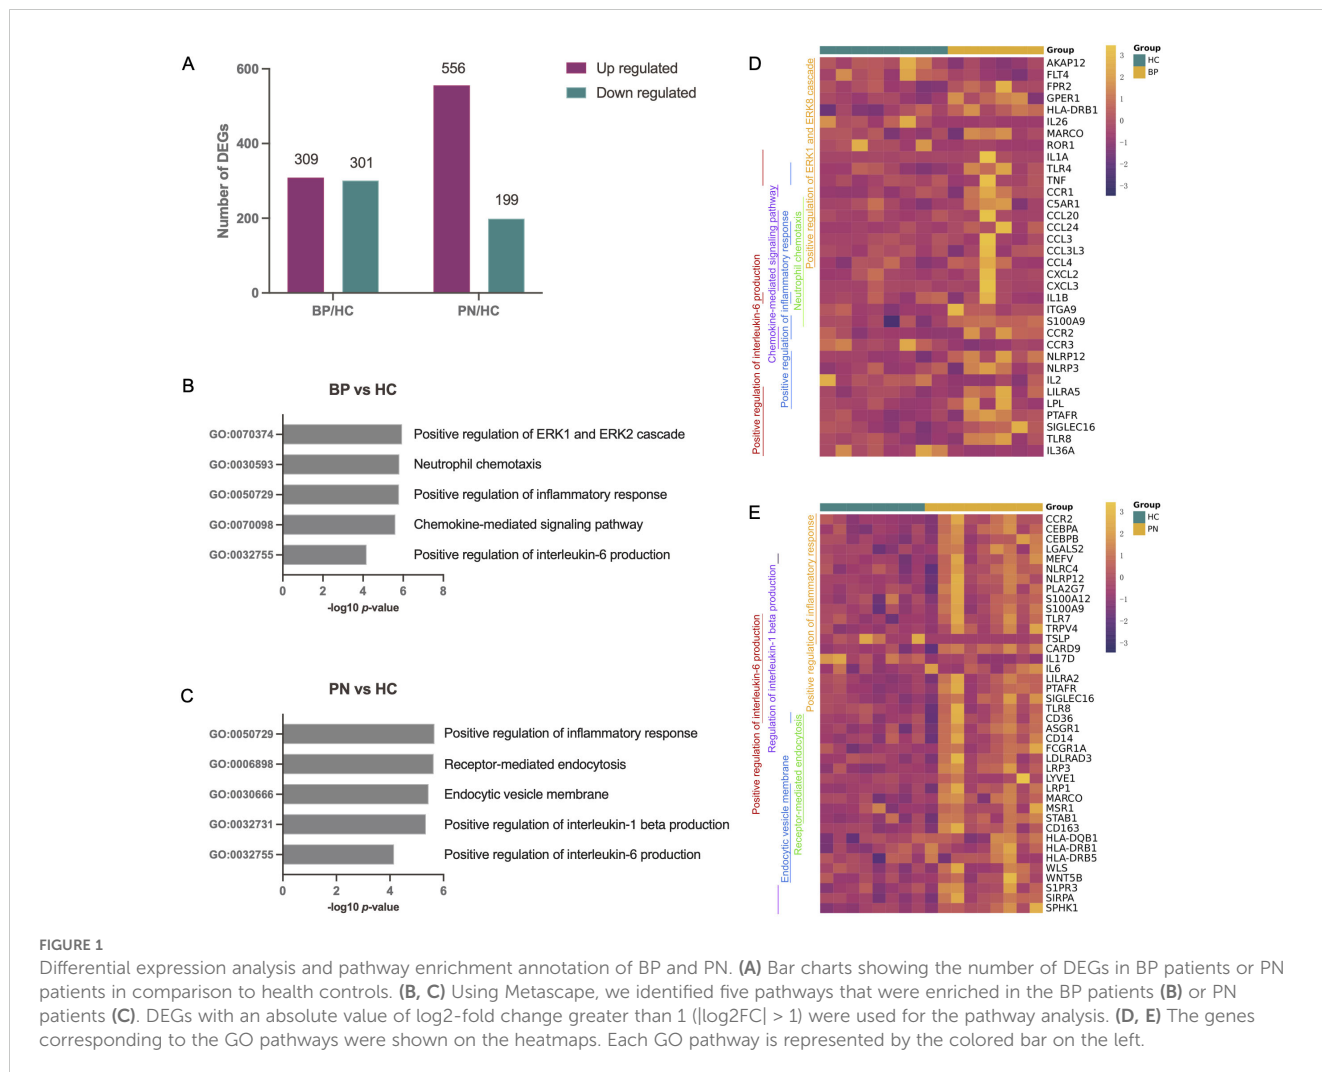 A
Number of DEGs
600
400
200
0
309
301
556
199
BP/HC
PN/HC
Up regulated
Down regulated
B
BP vs HC
GO:0070374
Positive regulation of ERK1 and ERK2 cascade
GO:0030593
Neutrophil chemotaxis
GO:0050729
Positive regulation of inflammatory response
GO:0070098
Chemokine-mediated signaling pathway
GO:0032755
Positive regulation of interleukin-6 production
0 2 4 6 8
-log10 p-value
C
PN vs HC
GO:0050729
Positive regulation of inflammatory response
GO:0006898
Receptor-mediated endocytosis
GO:0030666
Endocytic vesicle membrane
GO:0032731
Positive regulation of interleukin-1 beta production
GO:0032755
Positive regulation of interleukin-6 production
0 2 4 6
-log10 p-value
D
Positive regulation of interleukin-6 production
Chemokine-mediated signaling pathway
Positive regulation of inflammatory response
Neutrophil chemotaxis
Positive regulation of ERK1 and ERK8 cascade
Group
AKAP12
FLT4
FPR2
GPER1
HLA-DRB1
IL26
MARCO
ROR1
IL1A
TLR4
TNF
CCR1
C5AR1
CCL20
CCL24
CCL3
CCL3L3
CCL4
CXCL2
CXCL3
IL1B
ITGA9
S100A9
CCR2
CCR3
NLRP12
NLRP3
IL2
LILRA5
LPL
PTAFR
SIGLEC16
TLR8
IL36A
3
2
1
0
−1
−2
−3
Group
HC
BP
E
Positive regulation of interleukin-6 production
Regulation of interleukin-1 beta production
Endocytic vesicle membrane
Receptor-mediated endocytosis
Positive regulation of inflammatory response
Group
CCR2
CEBPA
CEBPB
LGALS2
MEFV
NLRC4
NLRP12
PLA2G7
S100A12
S100A9
TLR7
TRPV4
TSLP
CARD9
IL17D
IL6
LILRA2
PTAFR
SIGLEC16
TLR8
CD36
ASGR1
CD14
FCGR1A
LDLRAD3
LRP3
LYVE1
LRP1
MARCO
MSR1
STAB1
CD163
HLA-DQB1
HLA-DRB1
HLA-DRB5
WLS
WNT5B
S1PR3
SIRPA
SPHK1
3
2
1
0
−1
−2
−3
Group
HC
PN
FIGURE 1
Differential expression analysis and pathway enrichment annotation of BP and PN. (A) Bar charts showing the number of DEGs in BP patients or PN
patients in comparison to health controls. (B, C) Using Metascape, we identified five pathways that were enriched in the BP patients (B) or PN
patients (C). DEGs with an absolute value of log2-fold change greater than 1 (|log2FC| > 1) were used for the pathway analysis. (D, E) The genes
corresponding to the GO pathways were shown on the heatmaps. Each GO pathway is represented by the colored bar on the left.